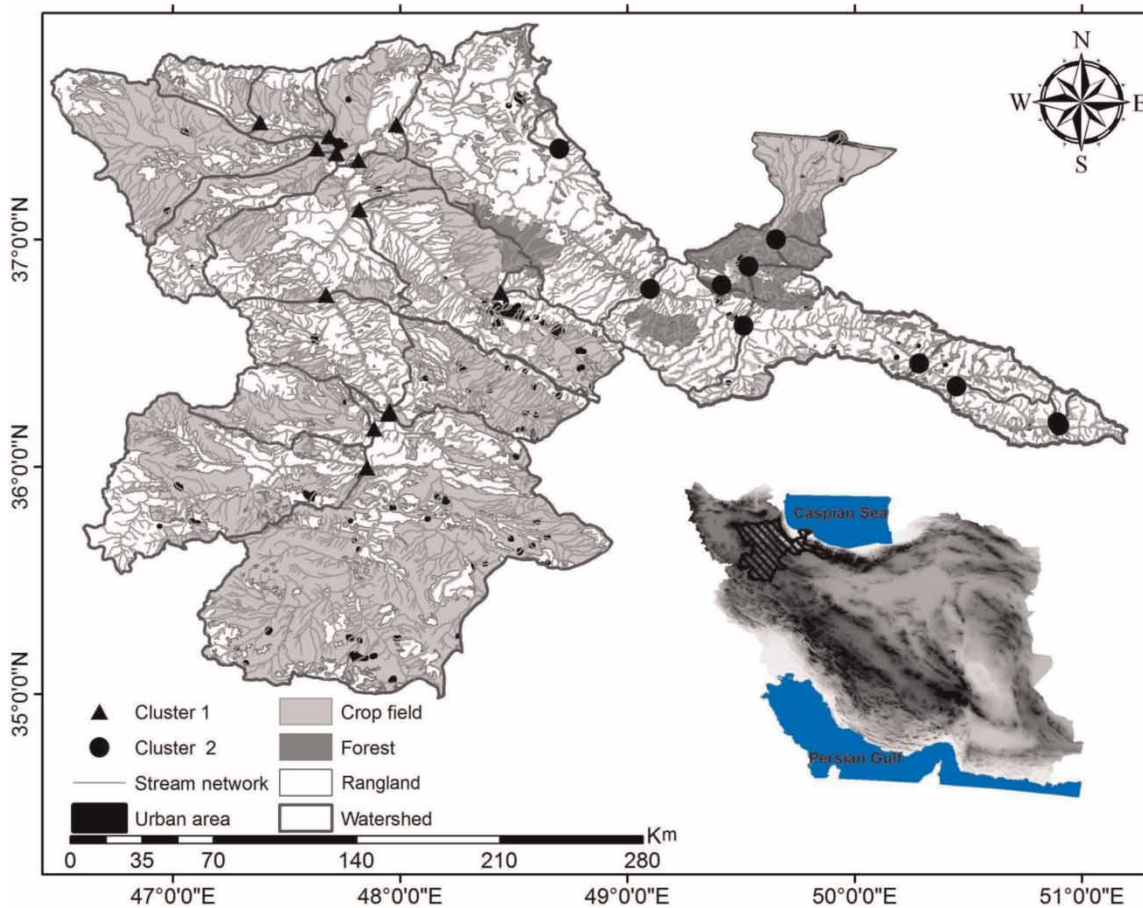 N
W E
S
37°0'0"N
36°0'0"N
35°0'0"N
Caspian Sea
Persian Gulf
Cluster 1
Cluster 2
Stream network
Urban area
Crop field
Forest
Rangland
Watershed
Km
0 35 70 140 210 280
47°0'0"E 48°0'0"E 49°0'0"E 50°0'0"E 51°0'0"E